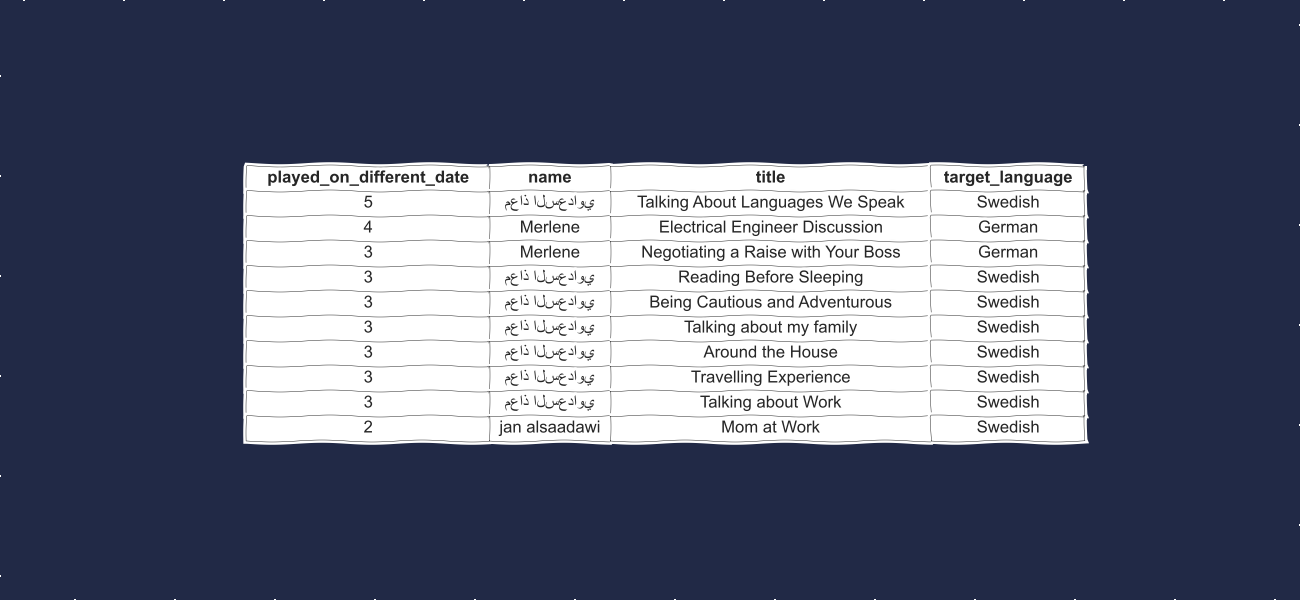 played_on_different_date name title target_language
5 معاذ السعداوي Talking About Languages We Speak Swedish
4 Merlene Electrical Engineer Discussion German
3 Merlene Negotiating a Raise with Your Boss German
3 معاذ السعداوي Reading Before Sleeping Swedish
3 معاذ السعداوي Being Cautious and Adventurous Swedish
3 معاذ السعداوي Talking about my family Swedish
3 معاذ السعداوي Around the House Swedish
3 معاذ السعداوي Travelling Experience Swedish
3 معاذ السعداوي Talking about Work Swedish
2 jan alsaadawi Mom at Work Swedish